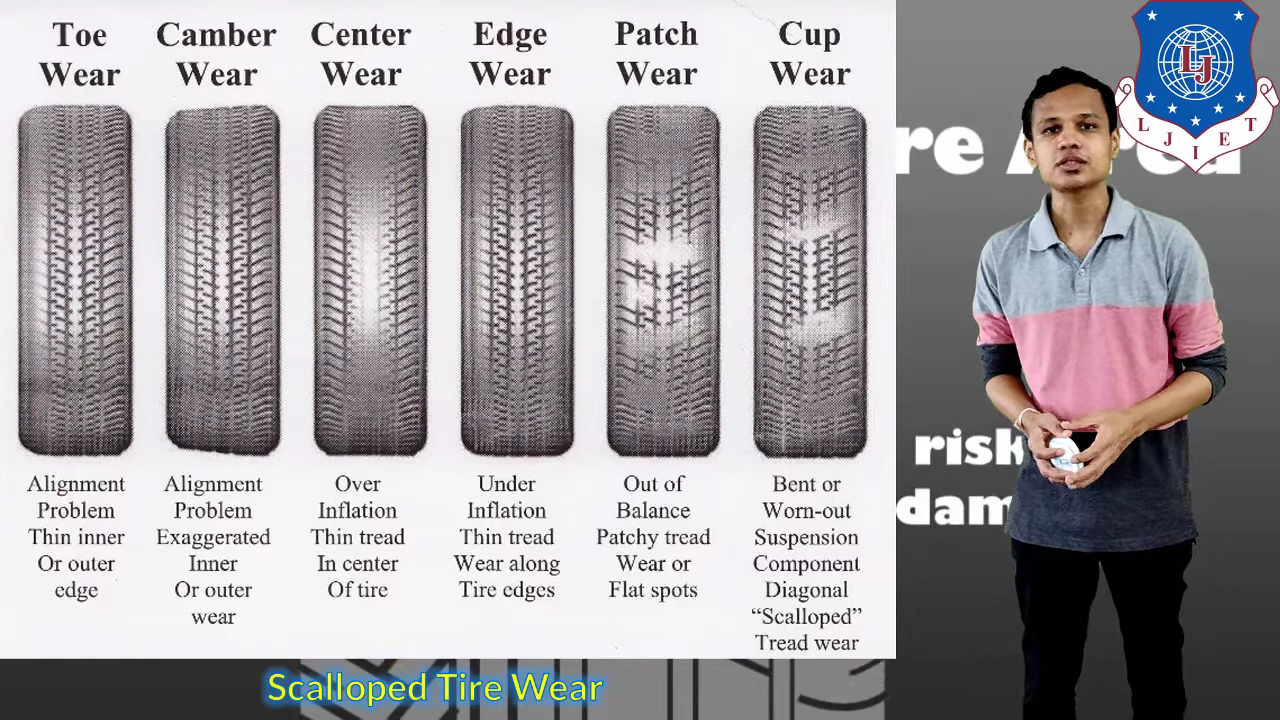 Toe
Wear
Camber
Wear
Center
Wear
Edge
Wear
Patch
Wear
Cup
Wear
Alignment
Problem
Thin inner
Or outer
edge
Alignment
Problem
Exaggerated
Inner
Or outer
wear
Over
Inflation
Thin tread
In center
Of tire
Under
Inflation
Thin tread
Wear along
Tire edges
Out of
Balance
Patchy tread
Wear or
Flat spots
Bent or
Worn-out
Suspension
Component
Diagonal
“Scalloped”
Tread wear
Scalloped Tire Wear
LJ
LJIET
risk